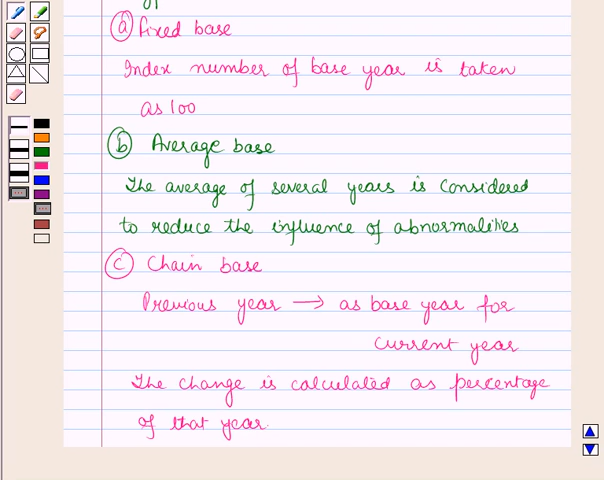 (a) Fixed base
Index number of base year is taken
as 100
(b) Average base
The average of several years is considered
to reduce the influence of abnormalities
(c) Chain base
Previous year → as base year for
current year
The change is calculated as percentage
of that year.